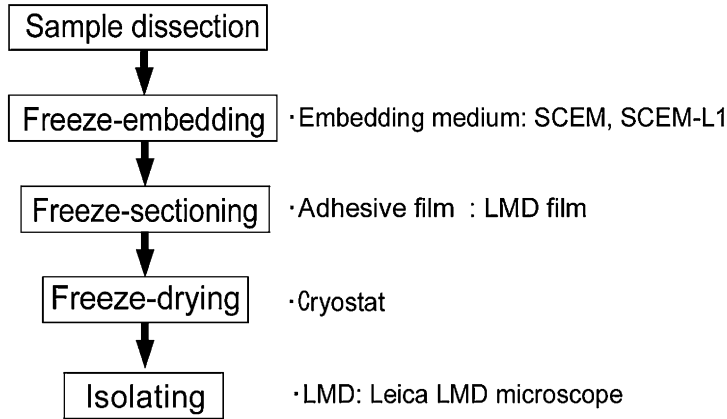 Sample dissection
Freeze-embedding ·Embedding medium: SCEM, SCEM-L1
Freeze-sectioning ·Adhesive film : LMD film
Freeze-drying ·Cryostat
Isolating ·LMD: Leica LMD microscope